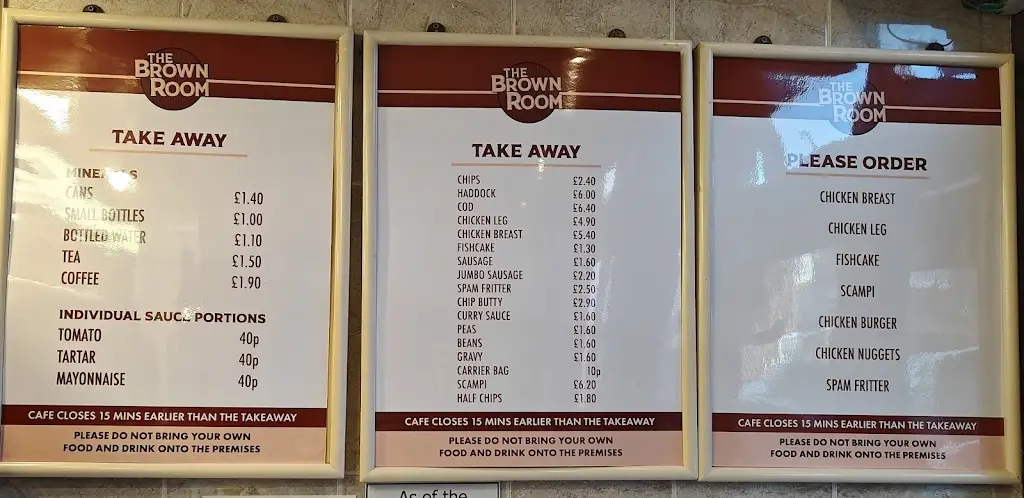 THE
BROWN
ROOM
TAKE AWAY
MINERALS
CANS £1.40
SMALL BOTTLES £1.00
BOTTLED WATER £1.10
TEA £1.50
COFFEE £1.90
INDIVIDUAL SAUCE PORTIONS
TOMATO 40p
TARTAR 40p
MAYONNAISE 40p
CAFE CLOSES 15 MINS EARLIER THAN THE TAKEAWAY
PLEASE DO NOT BRING YOUR OWN
FOOD AND DRINK ONTO THE PREMISES
THE
BROWN
ROOM
TAKE AWAY
CHIPS £2.40
HADDOCK £6.00
COD £6.40
CHICKEN LEG £4.90
CHICKEN BREAST £5.40
FISHCAKE £1.30
SAUSAGE £1.60
JUMBO SAUSAGE £2.20
SPAM FRITTER £2.50
CHIP BUTTY £2.90
CURRY SAUCE £1.60
PEAS £1.60
BEANS £1.60
GRAVY £1.60
CARRIER BAG 10p
SCAMPI £6.20
HALF CHIPS £1.80
CAFE CLOSES 15 MINS EARLIER THAN THE TAKEAWAY
PLEASE DO NOT BRING YOUR OWN
FOOD AND DRINK ONTO THE PREMISES
As of the
THE
BROWN
ROOM
PLEASE ORDER
CHICKEN BREAST
CHICKEN LEG
FISHCAKE
SCAMPI
CHICKEN BURGER
CHICKEN NUGGETS
SPAM FRITTER
CAFE CLOSES 15 MINS EARLIER THAN THE TAKEAWAY
PLEASE DO NOT BRING YOUR OWN
FOOD AND DRINK ONTO THE PREMISES